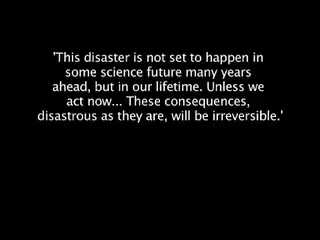 'This disaster is not set to happen in
some science future many years
ahead, but in our lifetime. Unless we
act now... These consequences,
disastrous as they are, will be irreversible.'